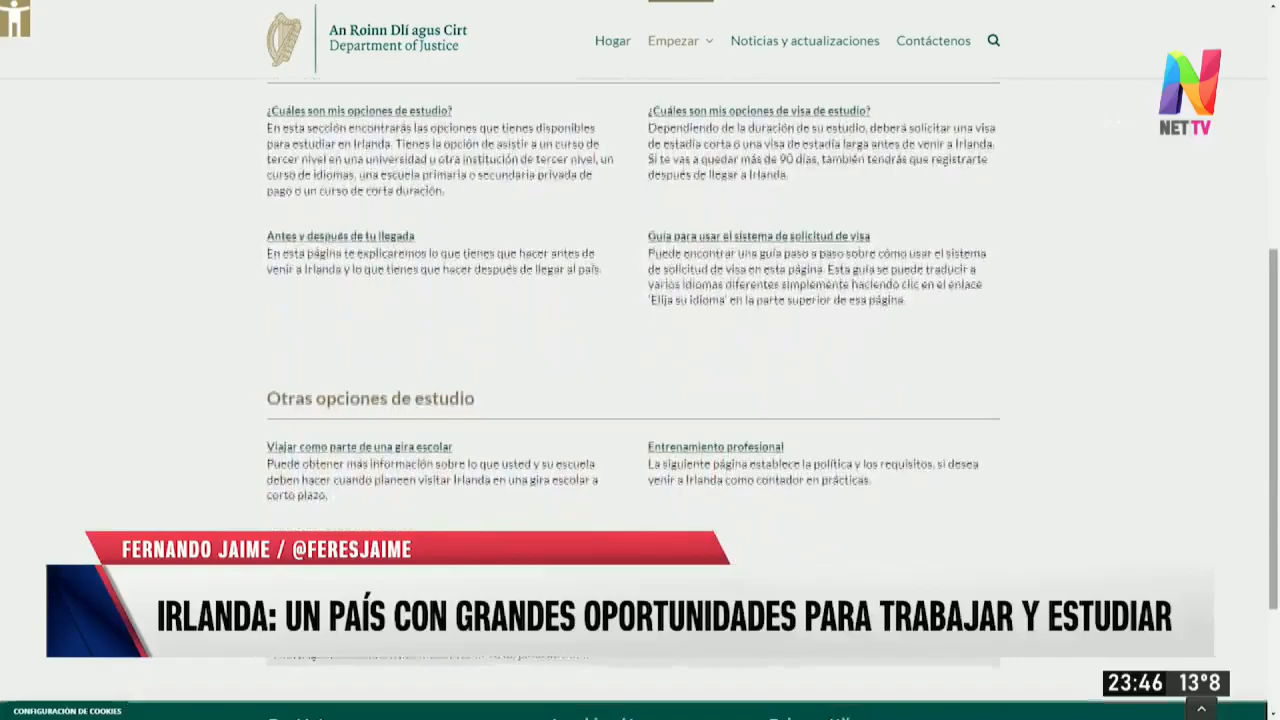 An Roinn Dlí agus Cirt
Department of Justice
Hogar
Empezar
Noticias y actualizaciones
Contáctenos
NET TV
¿Cuáles son mis opciones de estudio?
En esta sección encontrarás las opciones que tienes disponibles
para estudiar en Irlanda. Tienes la opción de asistir a un curso de
tercer nivel en una universidad u otra institución de tercer nivel, un
curso de idiomas, una escuela primaria o secundaria privada de
pago o un curso de corta duración.
¿Cuáles son mis opciones de visa de estudio?
Dependiendo de la duración de su estudio, deberá solicitar una visa
de estadía corta o una visa de estadía larga antes de venir a Irlanda.
Si te vas a quedar más de 90 días, también tendrás que registrarte
después de llegar a Irlanda.
Antes y después de tu llegada
En esta página te explicaremos lo que tienes que hacer antes de
venir a Irlanda y lo que tienes que hacer después de llegar al país.
Guía para usar el sistema de solicitud de visa
Puede encontrar una guía paso a paso sobre cómo usar el sistema
de solicitud de visa en esta página. Esta guía se puede traducir a
varios idiomas diferentes simplemente haciendo clic en el enlace
'Elija su idioma' en la parte superior de esa página.
Otras opciones de estudio
Viajar como parte de una gira escolar
Puede obtener más información sobre lo que usted y su escuela
deben hacer cuando planeen visitar Irlanda en una gira escolar a
corto plazo.
Entrenamiento profesional
La siguiente página establece la política y los requisitos, si desea
venir a Irlanda como contador en prácticas.
FERNANDO JAIME / @FERESJAIME
IRLANDA: UN PAÍS CON GRANDES OPORTUNIDADES PARA TRABAJAR Y ESTUDIAR
23:46 13°8
CONFIGURACIÓN DE COOKIES